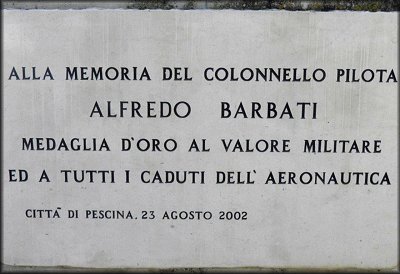 ALLA MEMORIA DEL COLONNELLO PILOTA
ALFREDO BARBATI
MEDAGLIA D'ORO AL VALORE MILITARE
ED A TUTTI I CADUTI DELL'AERONAUTICA
CITTÀ DI PESCINA, 23 AGOSTO 2002